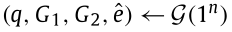 (q, G₁, G₂, ê) ← 𝒢(1ⁿ)